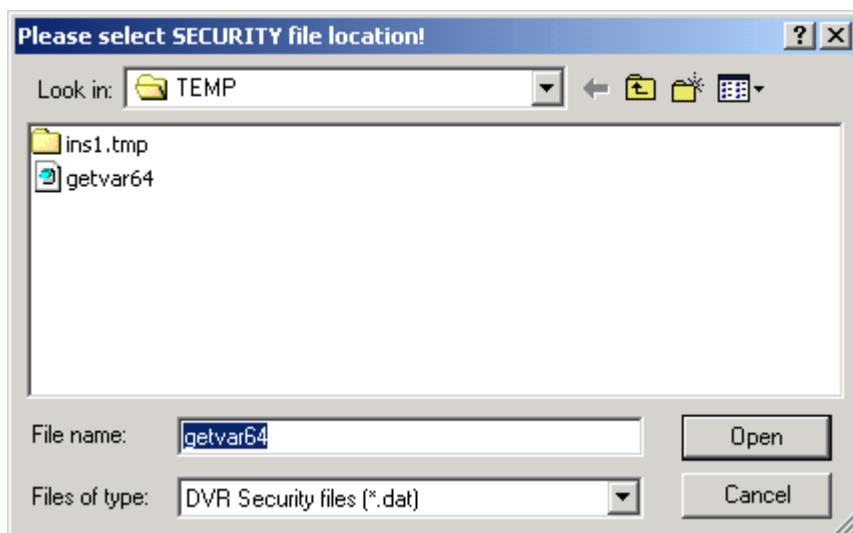 Please select SECURITY file location!
Look in: TEMP
ins1.tmp
getvar64
File name: getvar64 Open
Files of type: DVR Security files (*.dat) Cancel